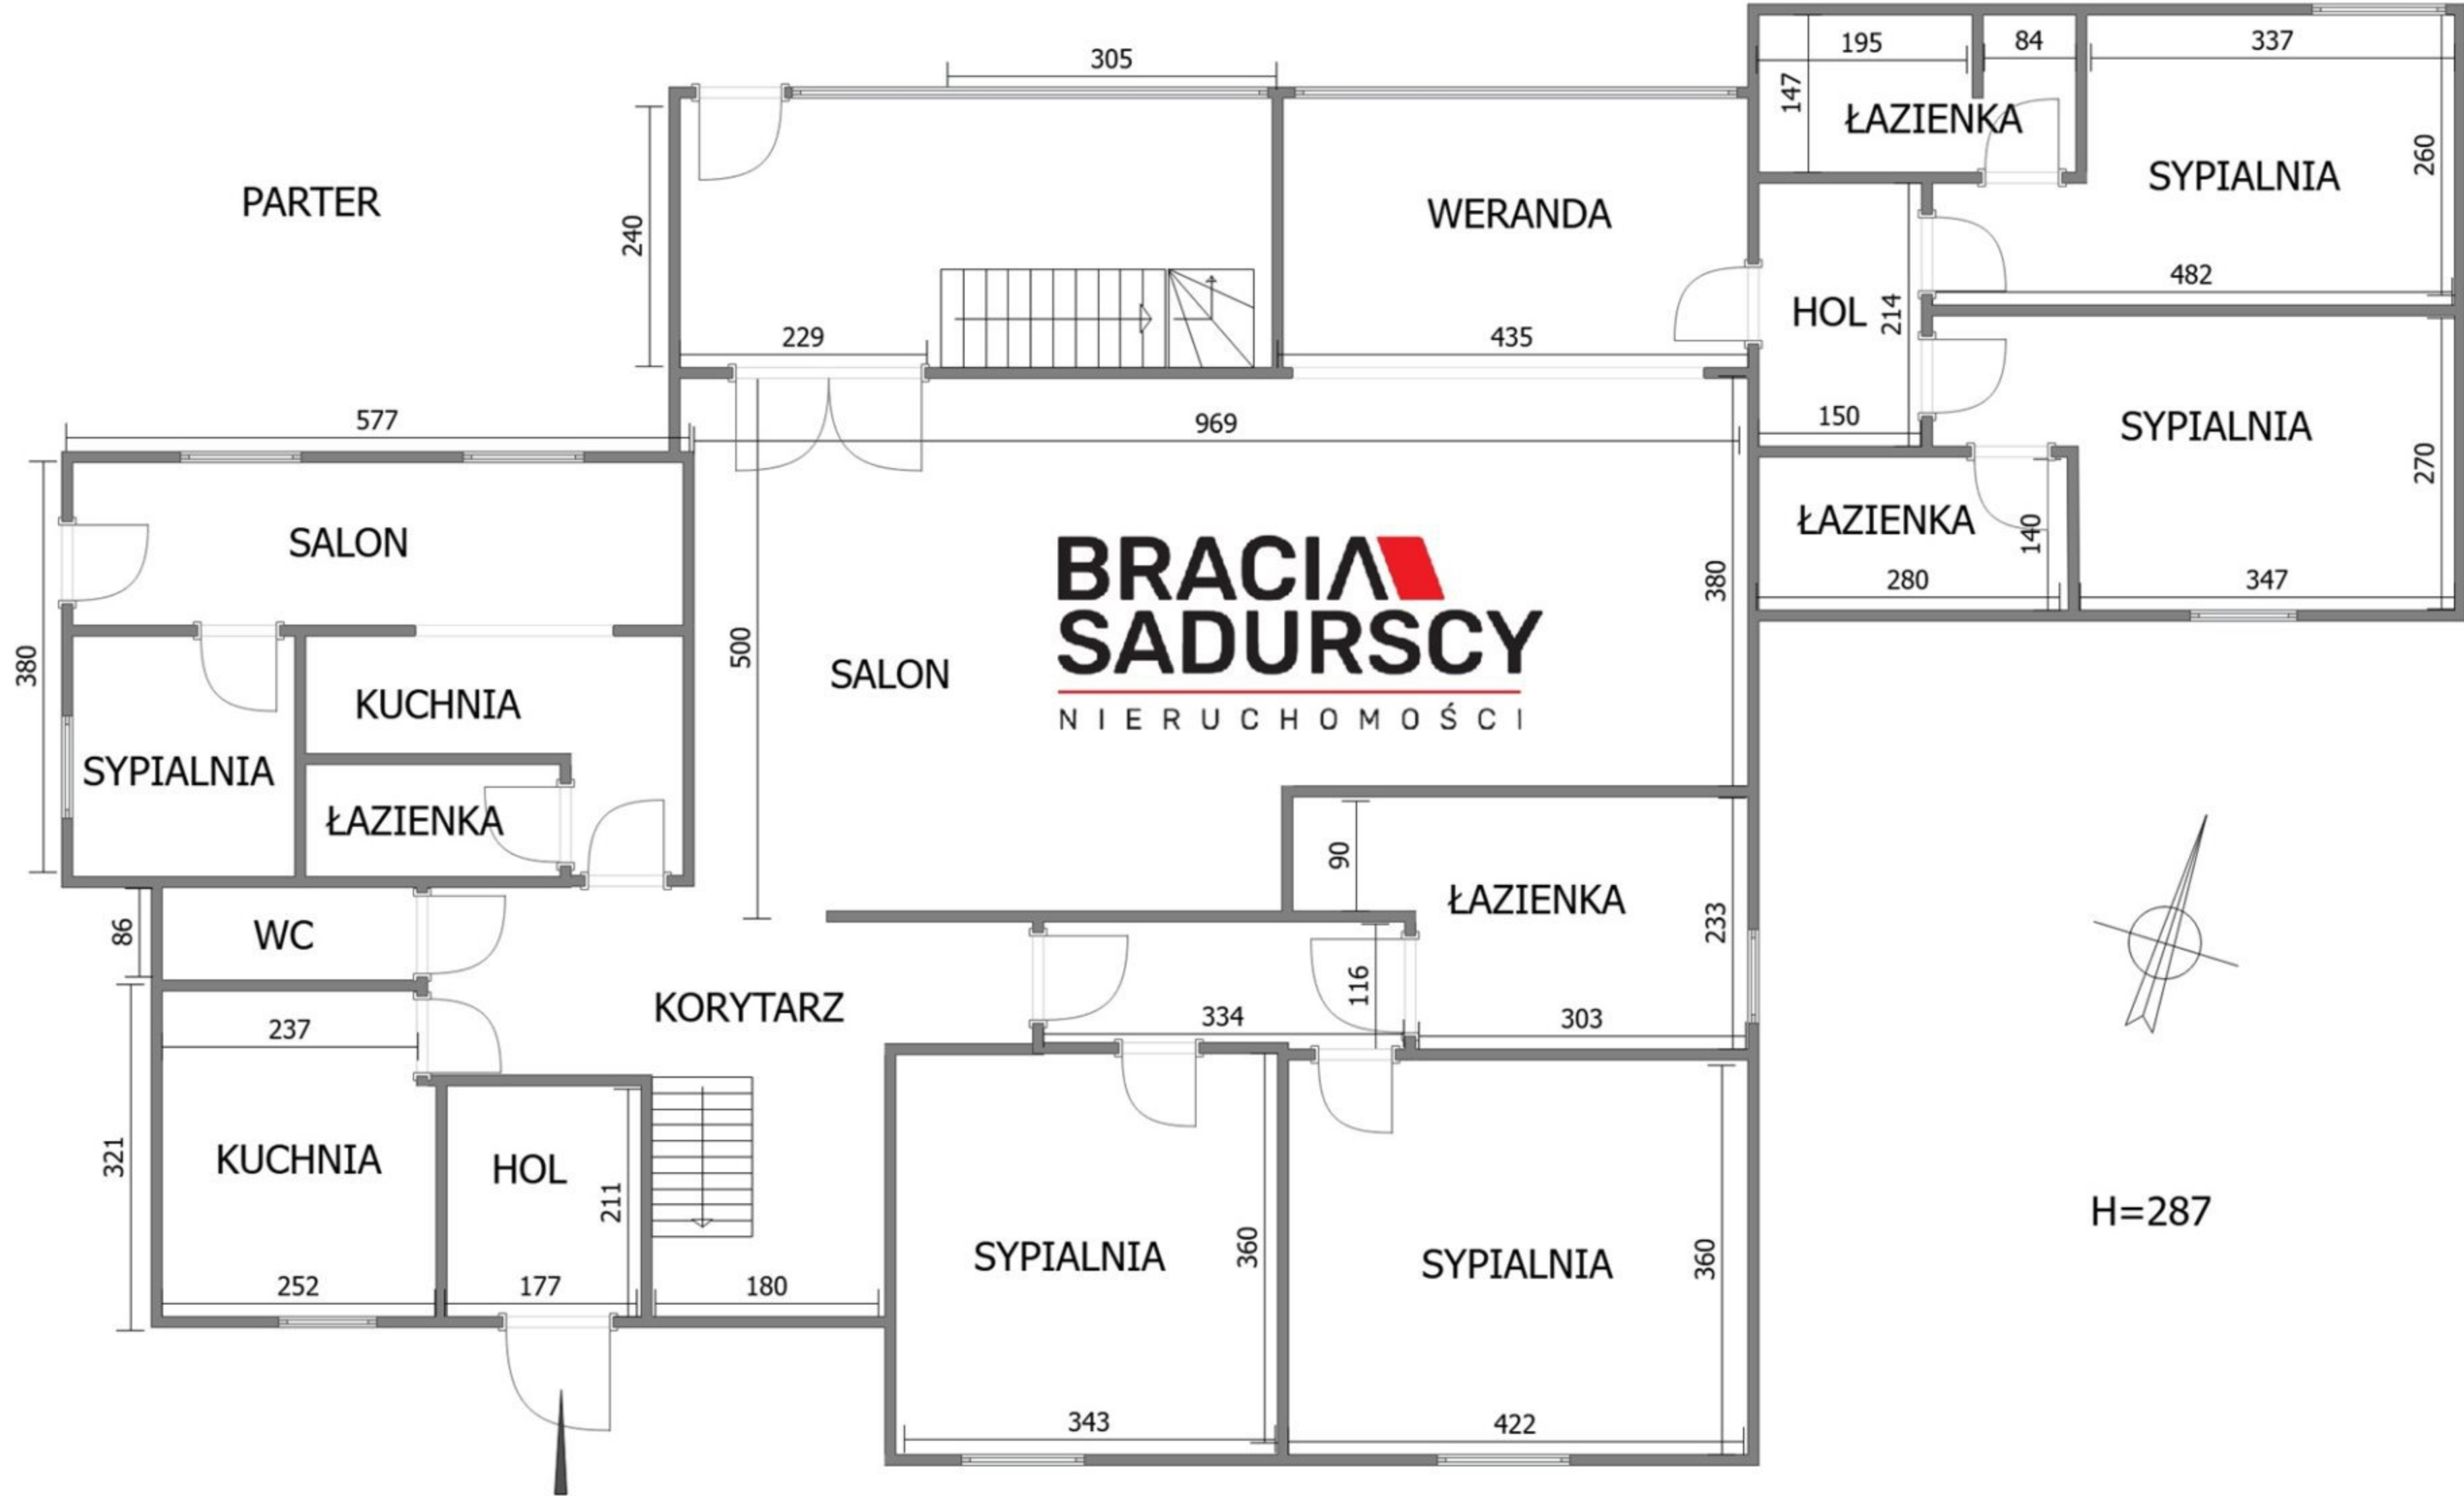 195
84
337
305
147
ŁAZIENKA
SYPIALNIA
260
PARTER
WERANDA
240
482
HOL
214
229
435
577
969
150
SYPIALNIA
270
ŁAZIENKA
140
280
347
SALON
BRACIA
SADURSCY
NIERUCHOMOŚCI
380
500
SALON
380
KUCHNIA
SYPIALNIA
ŁAZIENKA
90
ŁAZIENKA
233
86
WC
KORYTARZ
116
334
303
237
321
KUCHNIA
HOL
211
H=287
SYPIALNIA
360
SYPIALNIA
360
252
177
180
343
422